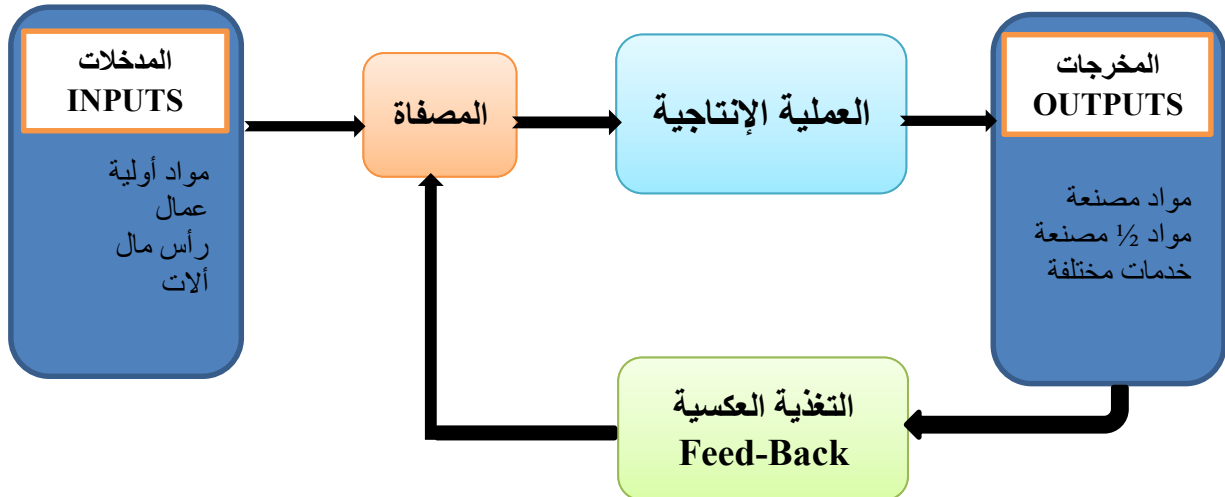 المدخلات
INPUTS
مواد أولية
عمال
رأس مال
ألات
المصفاة
العملية الإنتاجية
المخرجات
OUTPUTS
مواد مصنعة
مواد ½ مصنعة
خدمات مختلفة
التغذية العكسية
Feed-Back